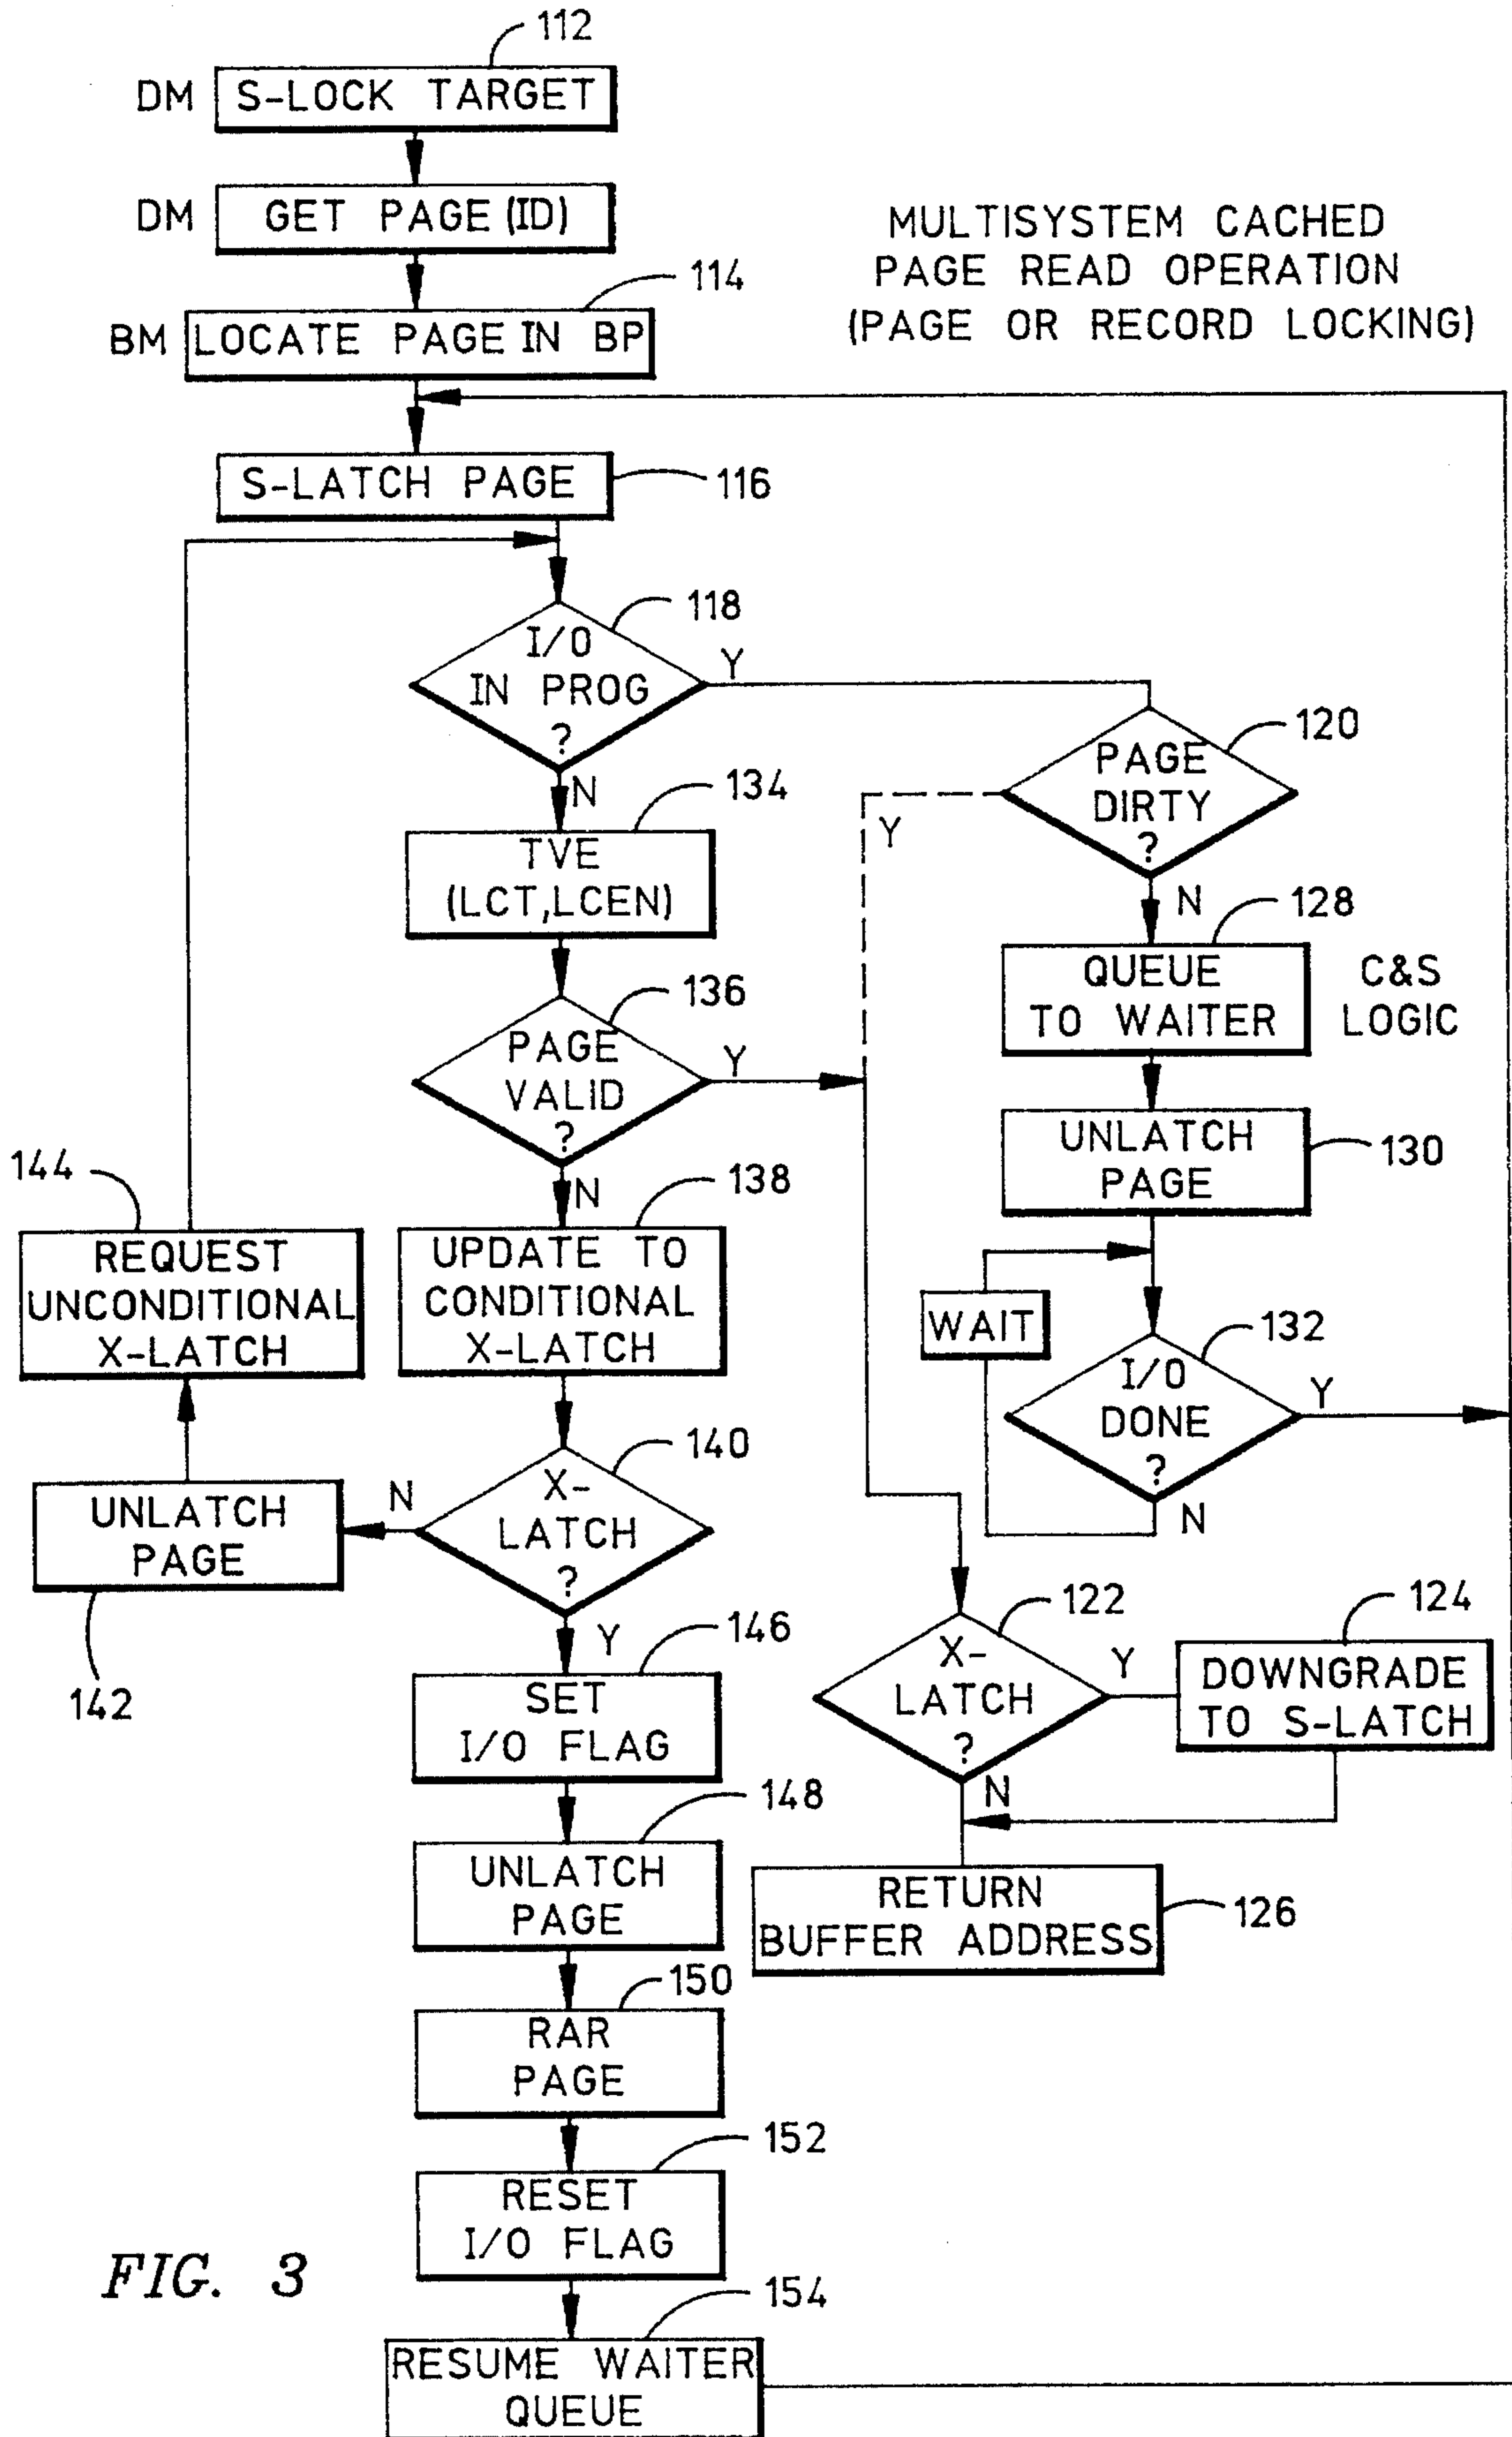 112
DM S-LOCK TARGET
DM GET PAGE (ID)
MULTISYSTEM CACHED
PAGE READ OPERATION
(PAGE OR RECORD LOCKING)
114
BM LOCATE PAGE IN BP
S-LATCH PAGE
116
118
I/O
IN PROG
?
Y
N
120
PAGE
DIRTY
?
Y
N
134
TVE
(LCT,LCEN)
128
QUEUE
TO WAITER
C&S
LOGIC
136
PAGE
VALID
?
Y
N
130
UNLATCH
PAGE
144
REQUEST
UNCONDITIONAL
X-LATCH
138
UPDATE TO
CONDITIONAL
X-LATCH
WAIT
132
I/O
DONE
?
Y
N
140
X-
LATCH
?
N
Y
UNLATCH
PAGE
142
122
X-
LATCH
?
Y
N
124
DOWNGRADE
TO S-LATCH
146
SET
I/O FLAG
148
UNLATCH
PAGE
RETURN
BUFFER ADDRESS
126
150
RAR
PAGE
152
RESET
I/O FLAG
FIG. 3
154
RESUME WAITER
QUEUE